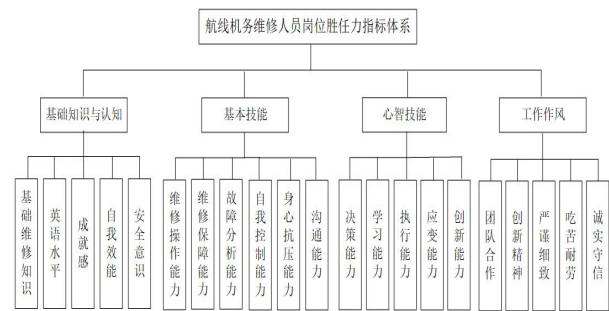 航线机务维修人员岗位胜任力指标体系
基础知识与认知
基本技能
心智技能
工作作风
基础维修知识
英语水平
成就感
自我效能
安全意识
维修操作能力
维修保障能力
故障分析能力
自我控制能力
身心抗压能力
沟通能力
决策能力
学习能力
执行能力
应变能力
创新能力
团队合作
创新精神
严谨细致
吃苦耐劳
诚实守信